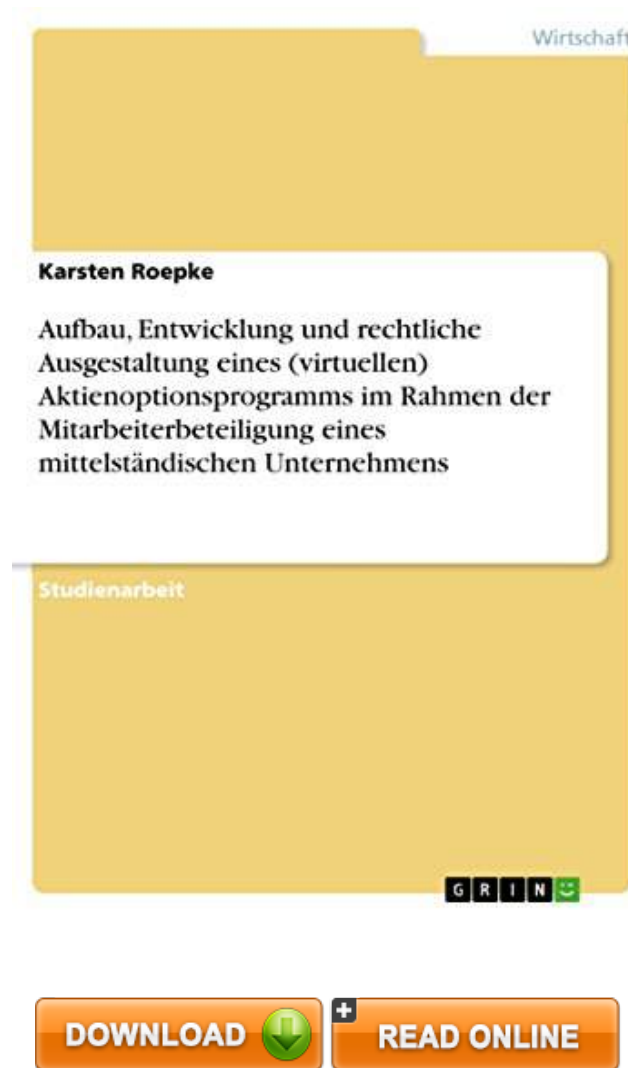 Wirtschaft
Karsten Roepke
Aufbau, Entwicklung und rechtliche
Ausgestaltung eines (virtuellen)
Aktienoptionsprogramms im Rahmen der
Mitarbeiterbeteiligung eines
mittelständischen Unternehmens
Studienarbeit
GRIN
DOWNLOAD
READ ONLINE